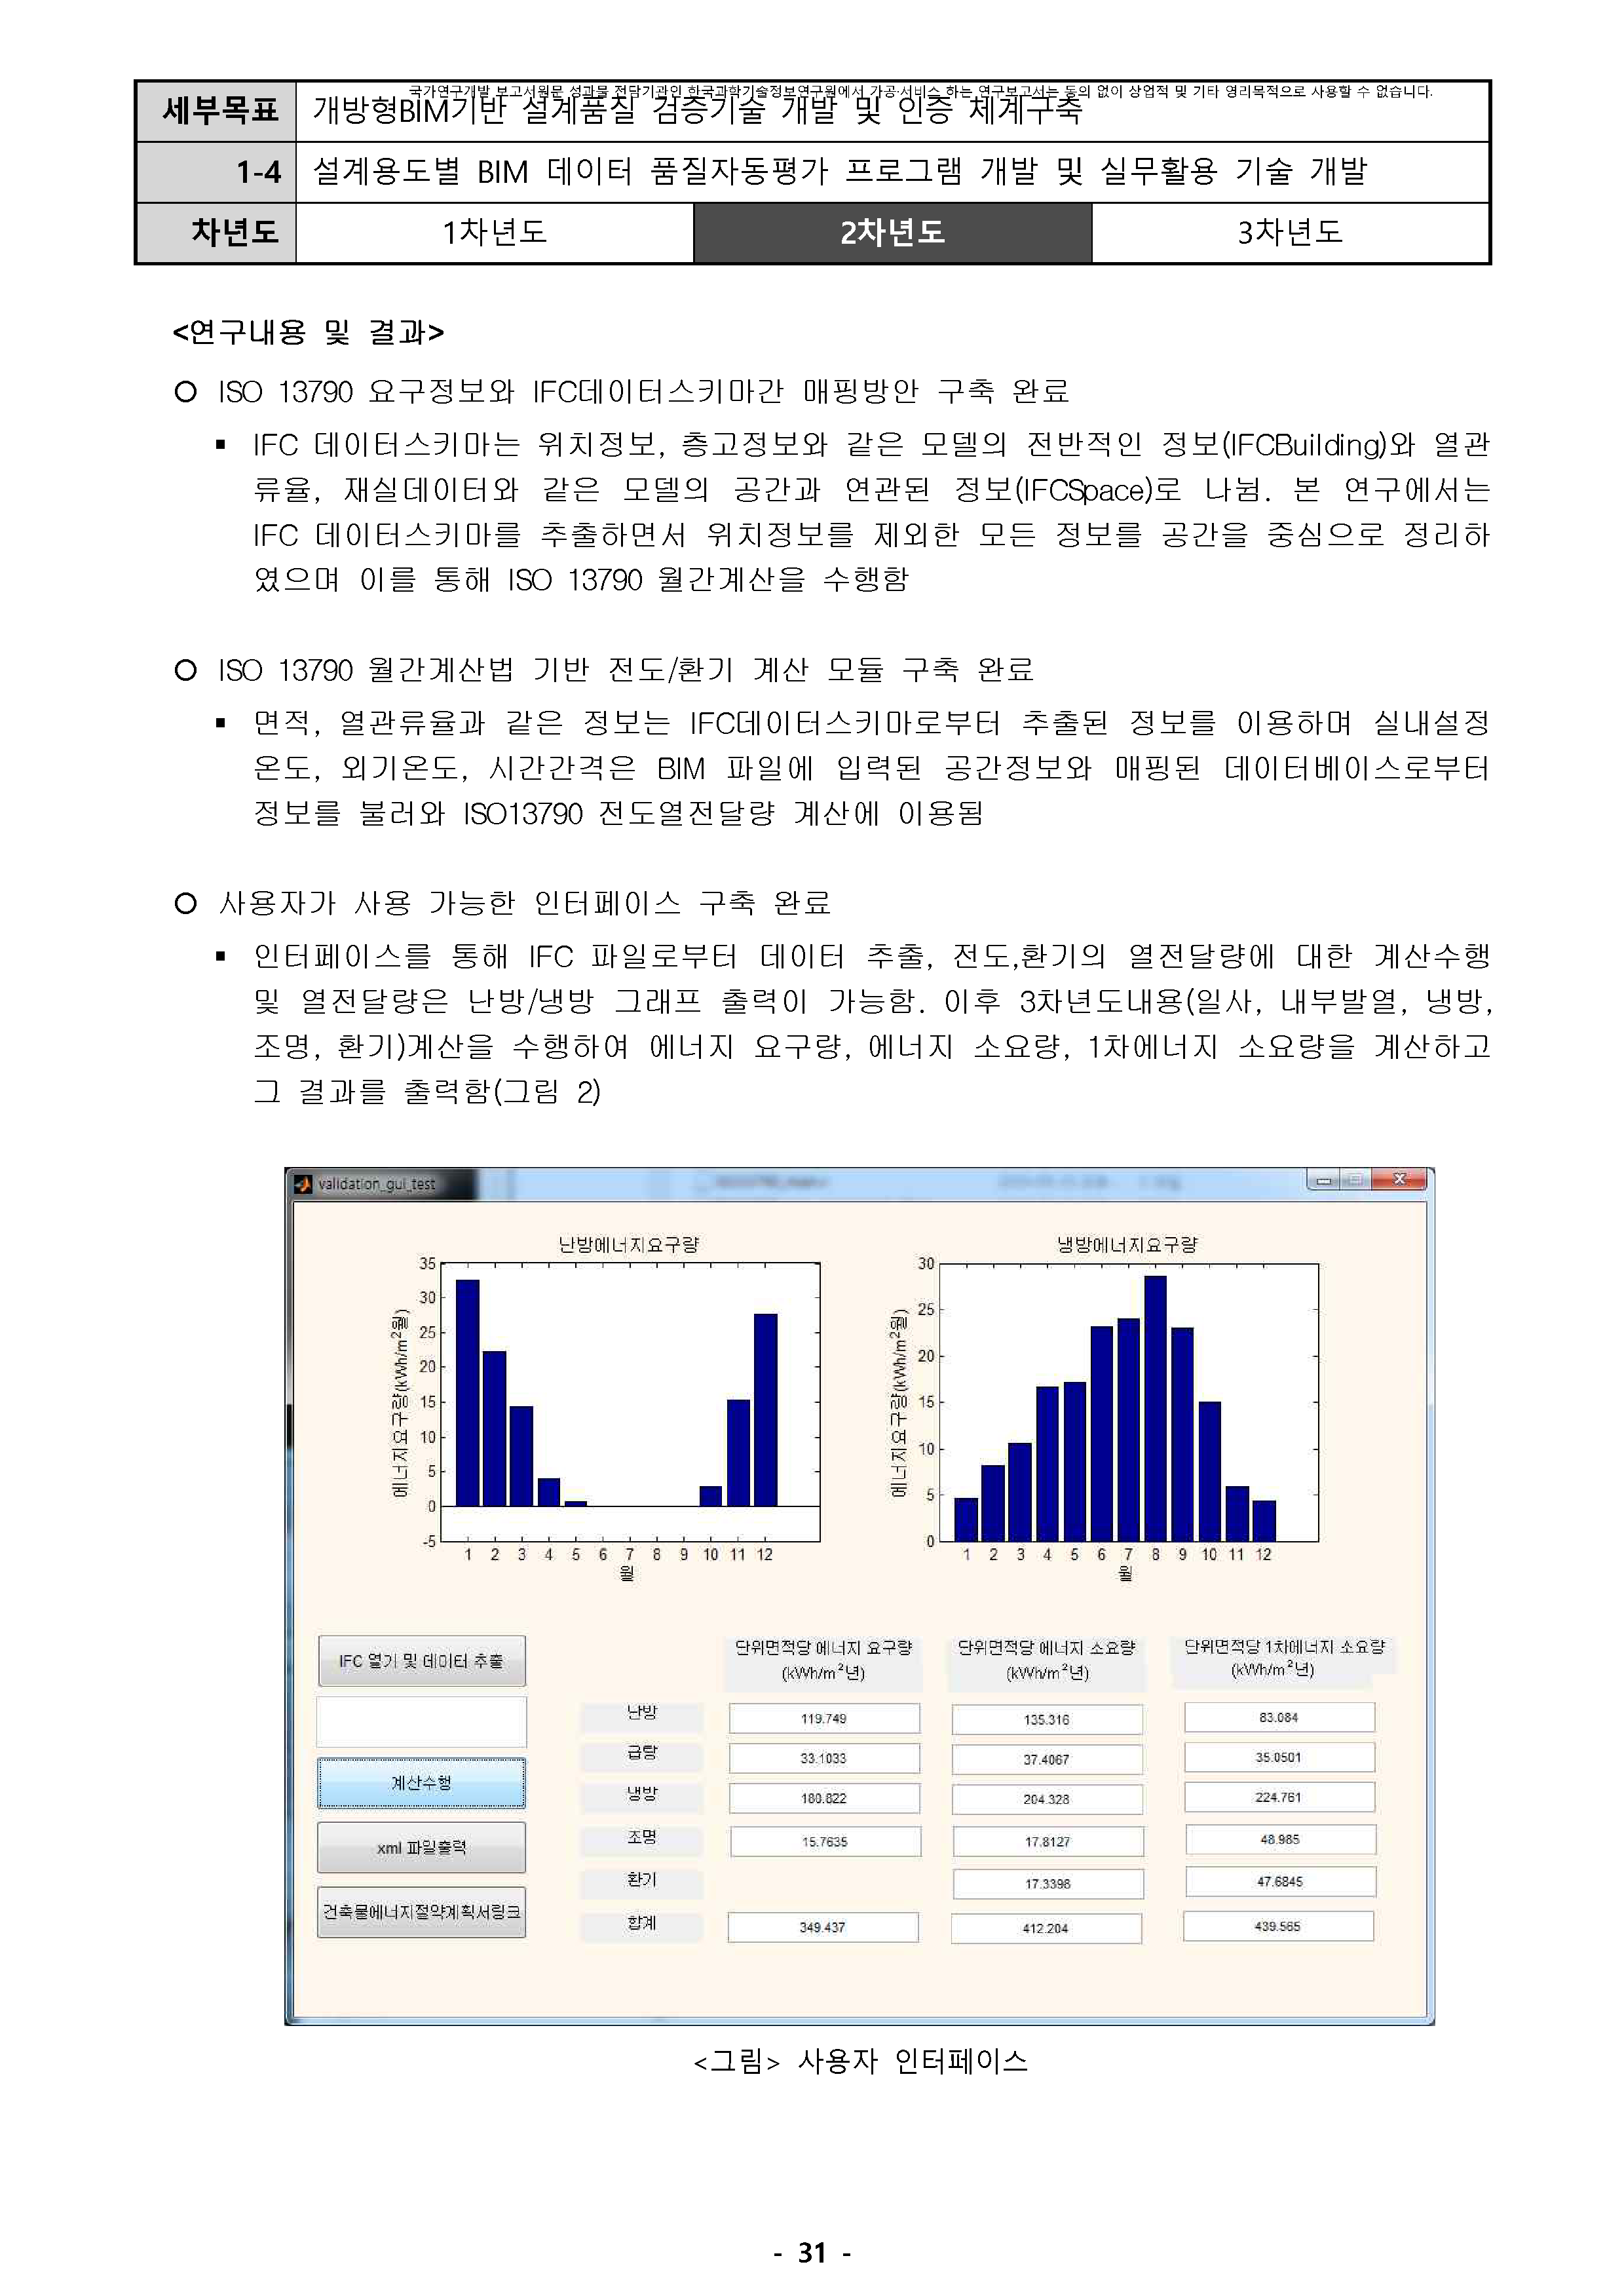 국가연구개발 보고서원문 성과물 전담기관인 한국과학기술정보연구원에서 가공·서비스 하는 연구보고서는 동의 없이 상업적 및 기타 영리목적으로 사용할 수 없습니다.
세부목표 개방형BIM기반 설계품질 검증기술 개발 및 인증 체계구축
1-4 설계용도별 BIM 데이터 품질자동평가 프로그램 개발 및 실무활용 기술 개발
차년도 1차년도 2차년도 3차년도
<연구내용 및 결과>
○ ISO 13790 요구정보와 IFC데이터스키마간 매핑방안 구축 완료
▪ IFC 데이터스키마는 위치정보, 층고정보와 같은 모델의 전반적인 정보(IFCBuilding)와 열관
류율, 재실데이터와 같은 모델의 공간과 연관된 정보(IFCSpace)로 나뉨. 본 연구에서는
IFC 데이터스키마를 추출하면서 위치정보를 제외한 모든 정보를 공간을 중심으로 정리하
였으며 이를 통해 ISO 13790 월간계산을 수행함
○ ISO 13790 월간계산법 기반 전도/환기 계산 모듈 구축 완료
▪ 면적, 열관류율과 같은 정보는 IFC데이터스키마로부터 추출된 정보를 이용하며 실내설정
온도, 외기온도, 시간간격은 BIM 파일에 입력된 공간정보와 매핑된 데이터베이스로부터
정보를 불러와 ISO13790 전도열전달량 계산에 이용됨
○ 사용자가 사용 가능한 인터페이스 구축 완료
▪ 인터페이스를 통해 IFC 파일로부터 데이터 추출, 전도,환기의 열전달량에 대한 계산수행
및 열전달량은 난방/냉방 그래프 출력이 가능함. 이후 3차년도내용(일사, 내부발열, 냉방,
조명, 환기)계산을 수행하여 에너지 요구량, 에너지 소요량, 1차에너지 소요량을 계산하고
그 결과를 출력함(그림 2)
validation_gui_test
난방에너지요구량
에너지요구량(kWh/m²월)
35
30
25
20
15
10
5
0
-5
1 2 3 4 5 6 7 8 9 10 11 12
월
냉방에너지요구량
에너지요구량(kWh/m²월)
30
25
20
15
10
5
0
1 2 3 4 5 6 7 8 9 10 11 12
월
IFC 열기 및 데이터 추출
계산수행
xml 파일출력
건축물에너지절약계획서링크
단위면적당 에너지 요구량 단위면적당 에너지 소요량 단위면적당 1차에너지 소요량
(kWh/m²년) (kWh/m²년) (kWh/m²년)
난방 119.749 135.316 83.084
급탕 33.1033 37.4067 35.0501
냉방 180.822 204.328 224.761
조명 15.7635 17.8127 48.985
환기 17.3398 47.6845
합계 349.437 412.204 439.565
<그림> 사용자 인터페이스
- 31 -